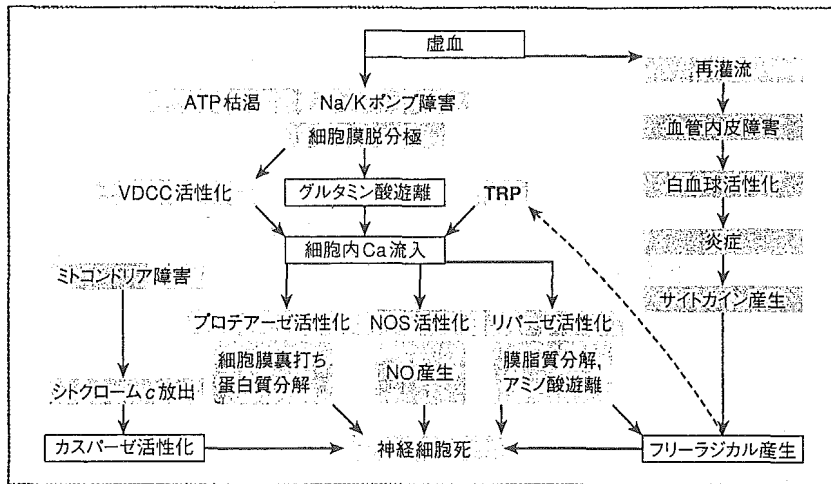 虚血
再灌流
ATP枯渇
Na/Kポンプ障害
細胞膜脱分極
血管内皮障害
VDCC活性化
グルタミン酸遊離
TRP
白血球活性化
細胞内Ca流入
炎症
ミトコンドリア障害
サイトカイン産生
プロテアーゼ活性化
NOS活性化
リパーゼ活性化
細胞膜裏打ち
蛋白質分解
NO産生
膜脂質分解,
アミノ酸遊離
シトクロームc放出
カスパーゼ活性化
神経細胞死
フリーラジカル産生